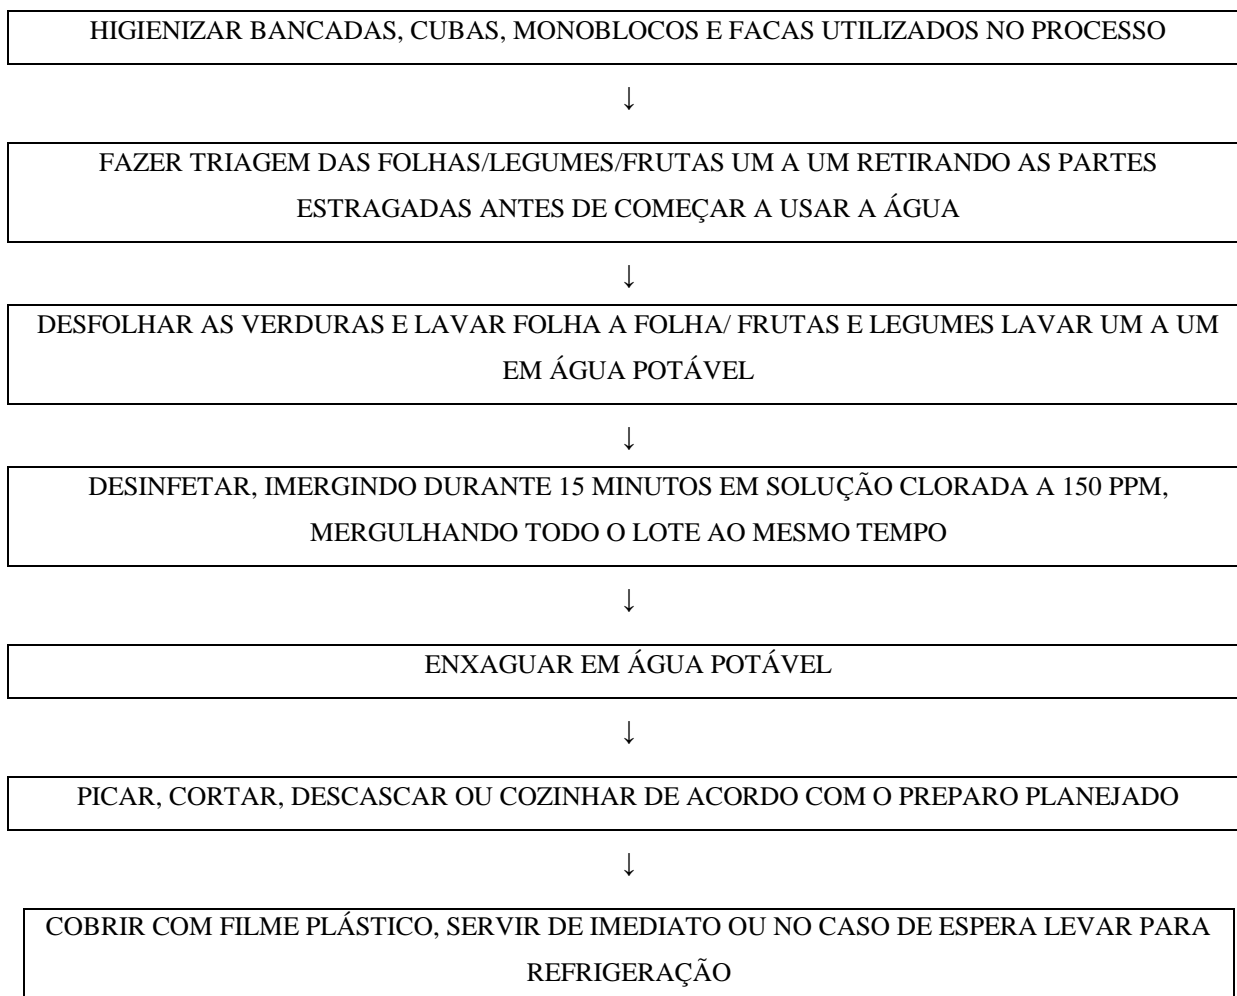 HIGIENIZAR BANCADAS, CUBAS, MONOBLOCOS E FACAS UTILIZADOS NO PROCESSO
↓
FAZER TRIAGEM DAS FOLHAS/LEGUMES/FRUTAS UM A UM RETIRANDO AS PARTES
ESTRAGADAS ANTES DE COMEÇAR A USAR A ÁGUA
↓
DESFOLHAR AS VERDURAS E LAVAR FOLHA A FOLHA/ FRUTAS E LEGUMES LAVAR UM A UM
EM ÁGUA POTÁVEL
↓
DESINFETAR, IMERGINDO DURANTE 15 MINUTOS EM SOLUÇÃO CLORADA A 150 PPM,
MERGULHANDO TODO O LOTE AO MESMO TEMPO
↓
ENXAGUAR EM ÁGUA POTÁVEL
↓
PICAR, CORTAR, DESCASCAR OU COZINHAR DE ACORDO COM O PREPARO PLANEJADO
↓
COBRIR COM FILME PLÁSTICO, SERVIR DE IMEDIATO OU NO CASO DE ESPERA LEVAR PARA
REFRIGERAÇÃO